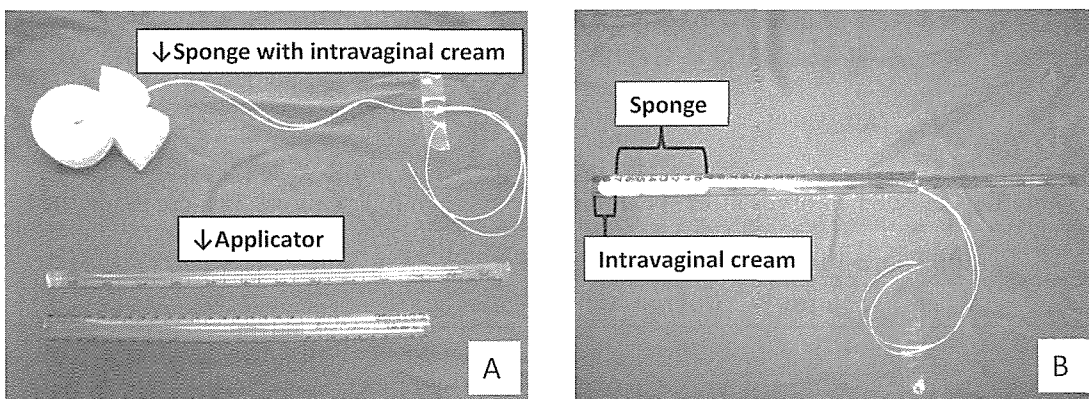 ↓Sponge with intravaginal cream
↓Applicator
A
Sponge
Intravaginal cream
B